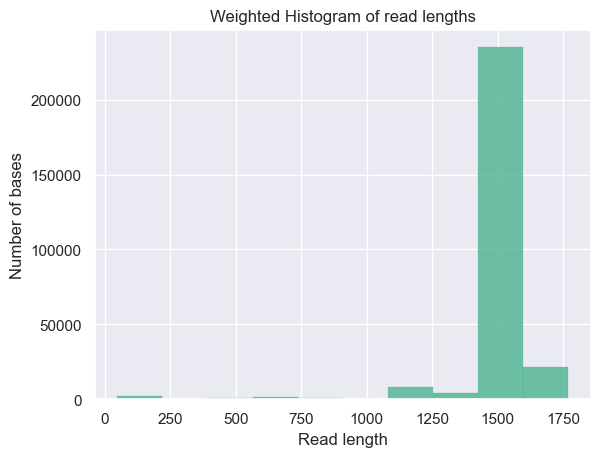 Weighted Histogram of read lengths
Number of bases
200000
150000
100000
50000
0
0 250 500 750 1000 1250 1500 1750
Read length